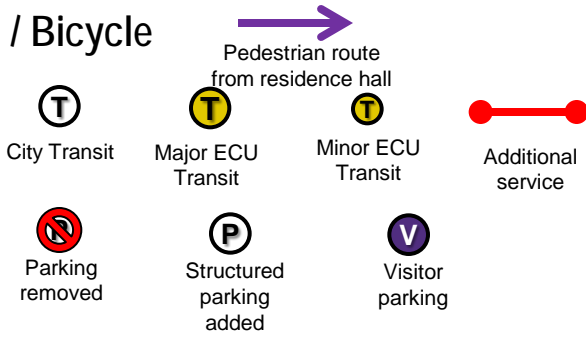 / Bicycle
Pedestrian route
from residence hall
T
T
T
City Transit
Major ECU
Transit
Minor ECU
Transit
Additional
service
P
P
V
Parking
removed
Structured
parking
added
Visitor
parking